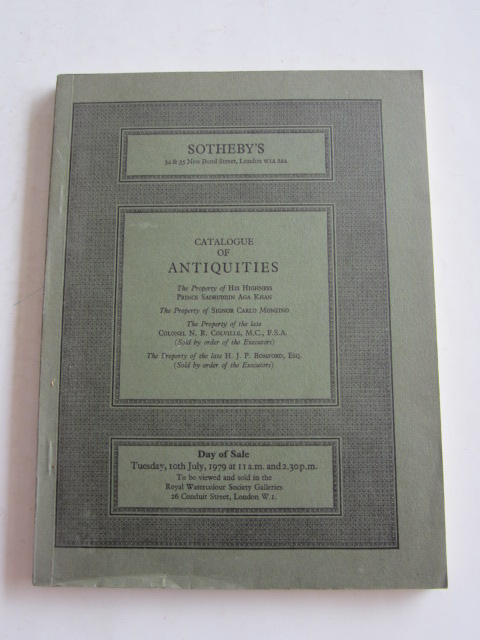 SOTHEBY'S
34 & 35 New Bond Street, London W1A 2AA
CATALOGUE
OF
ANTIQUITIES
The Property of HIS HIGHNESS
PRINCE SADRUDDIN AGA KHAN
The Property of SIGNOR CARLO MONZINO
The Property of the late
COLONEL N. R. COLVILLE, M.C., F.S.A.
(Sold by order of the Executors)
The Property of the late H. J. P. BOMFORD, ESQ.
(Sold by order of the Executors)
Day of Sale
Tuesday, 10th July, 1979 at 11 a.m. and 2.30 p.m.
To be viewed and sold in the
Royal Watercolour Society Galleries
26 Conduit Street, London W.1.